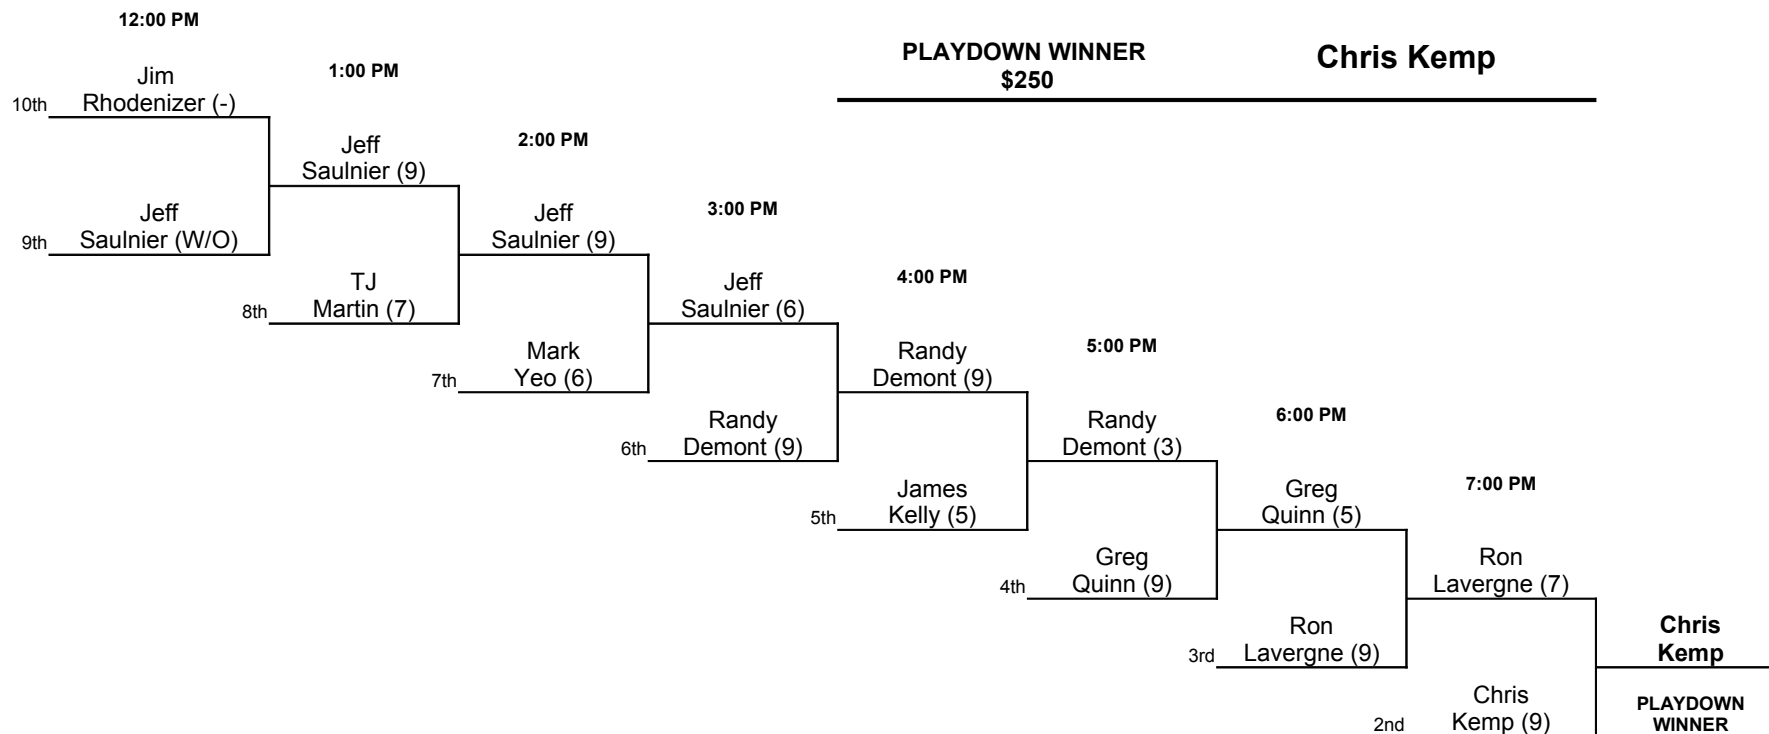 12:00 PM
PLAYDOWN WINNER
$250
Chris Kemp
Jim
Rhodenizer (-)
10th
1:00 PM
Jeff
Saulnier (9)
2:00 PM
Jeff
Saulnier (W/O)
9th
Jeff
Saulnier (9)
3:00 PM
TJ
Martin (7)
8th
Jeff
Saulnier (6)
4:00 PM
Mark
Yeo (6)
7th
Randy
Demont (9)
5:00 PM
Randy
Demont (9)
6th
Randy
Demont (3)
6:00 PM
James
Kelly (5)
5th
Greg
Quinn (5)
7:00 PM
Greg
Quinn (9)
4th
Ron
Lavergne (7)
Ron
Lavergne (9)
3rd
Chris
Kemp
Chris
Kemp (9)
2nd
PLAYDOWN
WINNER